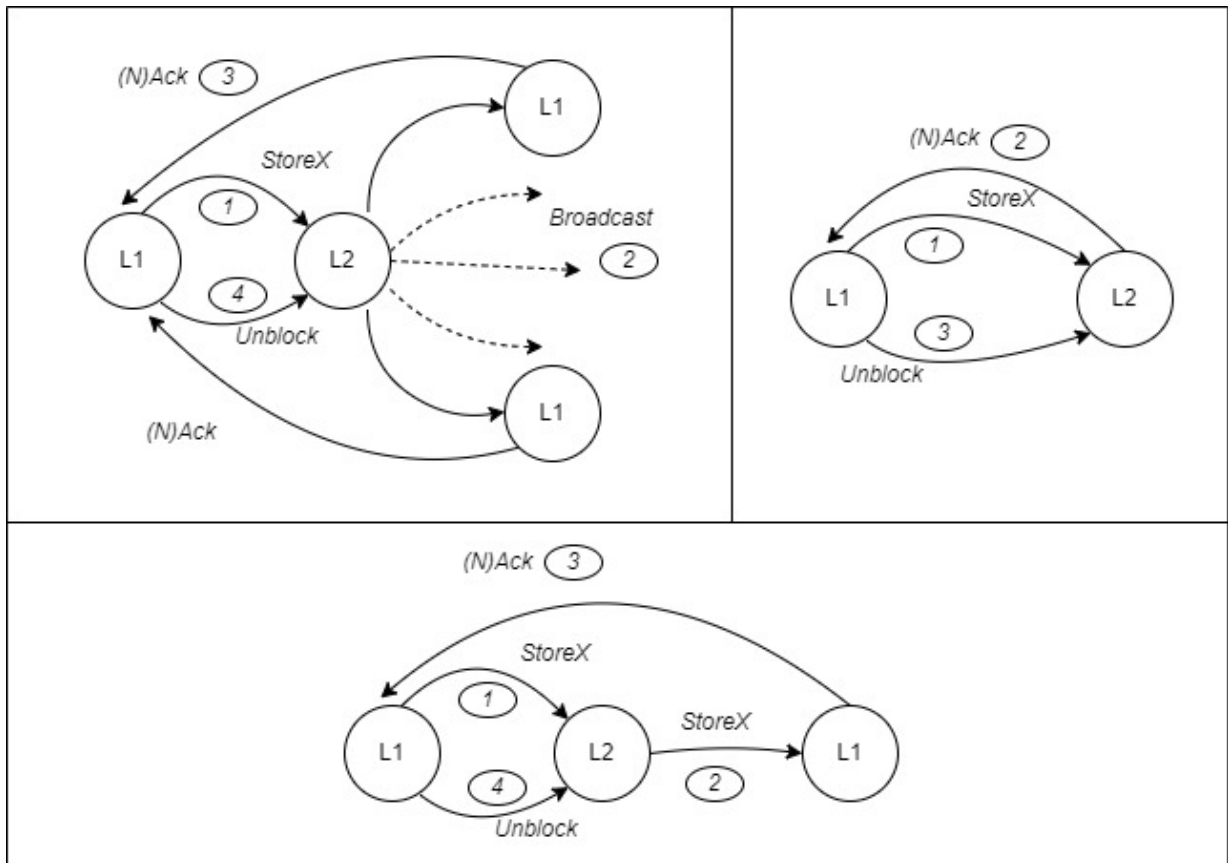 (N)Ack 3
L1
StoreX
1
Broadcast
L1
L2
2
4
Unblock
L1
(N)Ack
(N)Ack 2
StoreX
1
L1
L2
3
Unblock
(N)Ack 3
StoreX
1
StoreX
L1
L2
L1
4
2
Unblock